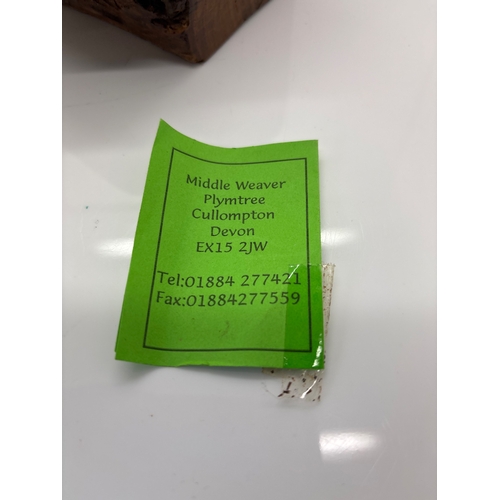 Middle Weaver
Plymtree
Cullompton
Devon
EX15 2JW
Tel:01884 277421
Fax:01884277559